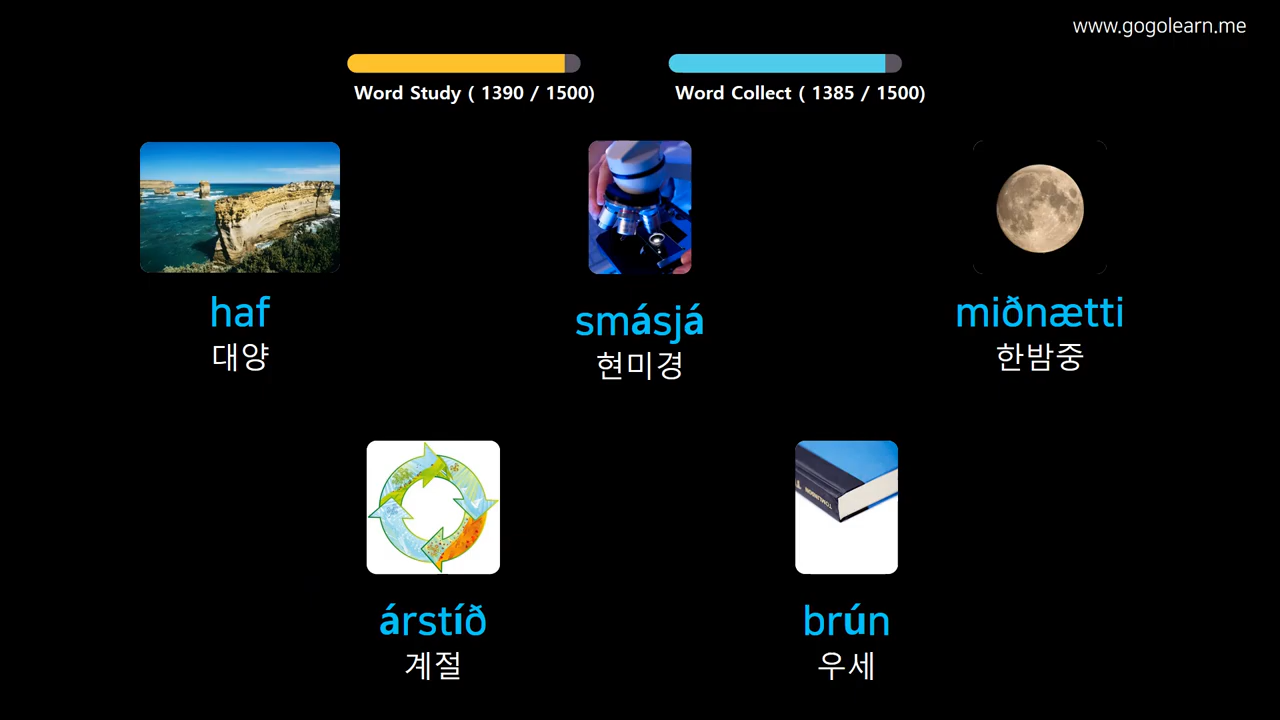 www.gogolearn.me
Word Study ( 1390 / 1500)
Word Collect ( 1385 / 1500)
haf
대양
smásjá
현미경
miðnætti
한밤중
árstíð
계절
TOMLINSON
brún
우세